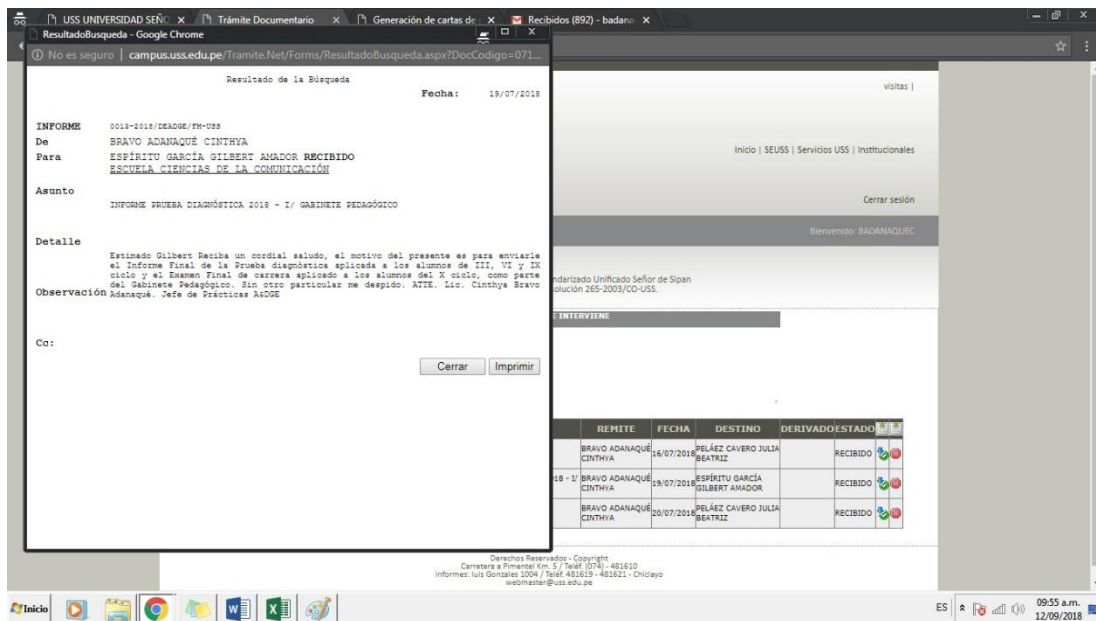 USS UNIVERSIDAD SEÑO
Trámite Documentario
Generación de cartas de
Recibidos (892) - badana
ResultadoBusqueda - Google Chrome
No es seguro | campus.uss.edu.pe/Tramite.Net/Forms/ResultadoBusqueda.aspx?DocCodigo=071...
Resultado de la Búsqueda
Fecha: 19/07/2018
INFORME 0013-2018/DEADGE/FH-USS
De BRAVO ADANAQUÉ CINTHYA
Para ESPÍRITU GARCÍA GILBERT AMADOR RECIBIDO
ESCUELA CIENCIAS DE LA COMUNICACIÓN
Asunto
INFORME PRUEBA DIAGNÓSTICA 2018 - I/ GABINETE PEDAGÓGICO
Detalle
Estimado Gilbert Reciba un cordial saludo, el motivo del presente es para enviarle
el Informe Final de la Prueba diagnóstica aplicada a los alumnos de III, VI y IX
ciclo y el Examen Final de carrera aplicado a los alumnos del X ciclo, como parte
del Gabinete Pedagógico. Sin otro particular me despido. ATTE. Lic. Cinthya Bravo
Observación Adanaqué. Jefe de Prácticas A&DGE
Cc:
Cerrar Imprimir
visitas |
Inicio | SEUSS | Servicios USS | Institucionales
Cerrar sesión
Bienvenido: BADANAQUEC
ndarizado Unificado Señor de Sipan
olución 265-2003/CO-USS.
E INTERVIENE
REMITE FECHA DESTINO DERIVADO ESTADO
BRAVO ADANAQUÉ CINTHYA 16/07/2018 PELÁEZ CAVERO JULIA BEATRIZ RECIBIDO
18 - I/ BRAVO ADANAQUÉ CINTHYA 19/07/2018 ESPÍRITU GARCÍA GILBERT AMADOR RECIBIDO
BRAVO ADANAQUÉ CINTHYA 20/07/2018 PELÁEZ CAVERO JULIA BEATRIZ RECIBIDO
Derechos Reservados - Copyright
Carretera a Pimentel Km. 5 / Teléf. (074) - 481610
Informes: luis Gonzales 1004 / Teléf. 481619 - 481621 - Chiclayo
webmaster@uss.edu.pe
Inicio
ES
09:55 a.m.
12/09/2018